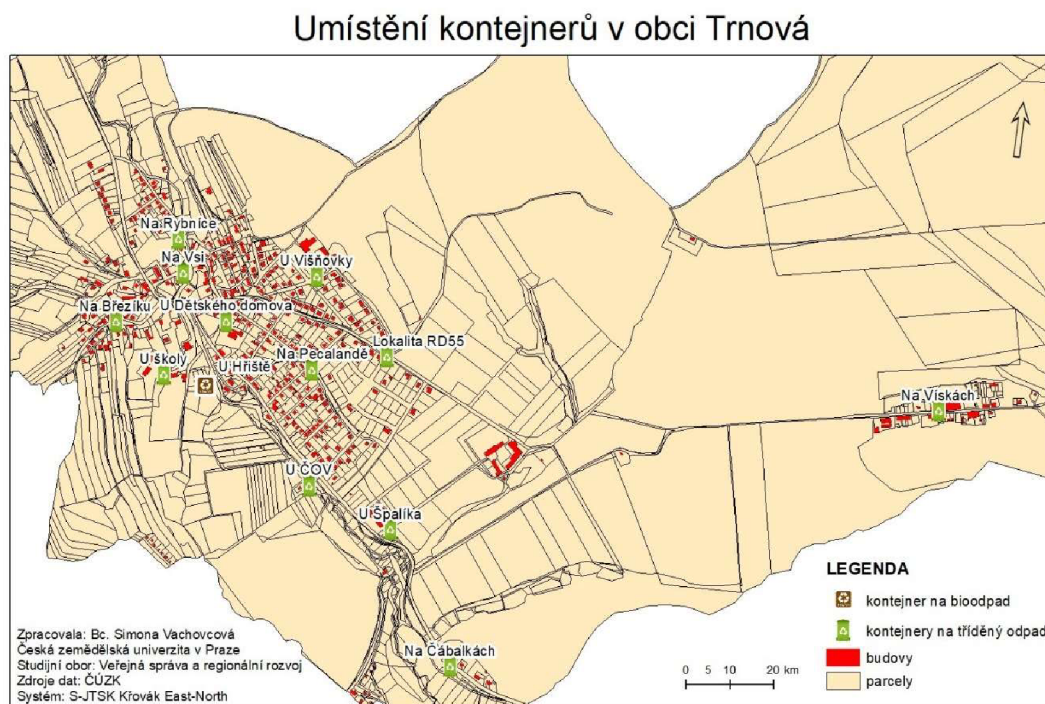 Umístění kontejnerů v obci Trnová
Na Rybníce
Na Vsi
U Višňovky
Na Březíku
U Dětského domova
Lokalita RD55
Na Pecalandě
U školy
U Hřiště
Na Vískách
U ČOV
U Špalíka
Na Čábalkách
LEGENDA
kontejner na bioodpad
kontejnery na tříděný odpad
budovy
parcely
0 5 10 20 km
Zpracovala: Bc. Simona Vachovcová
Česká zemědělská univerzita v Praze
Studijní obor: Veřejná správa a regionální rozvoj
Zdroje dat: ČÚZK
Systém: S-JTSK Křovák East-North